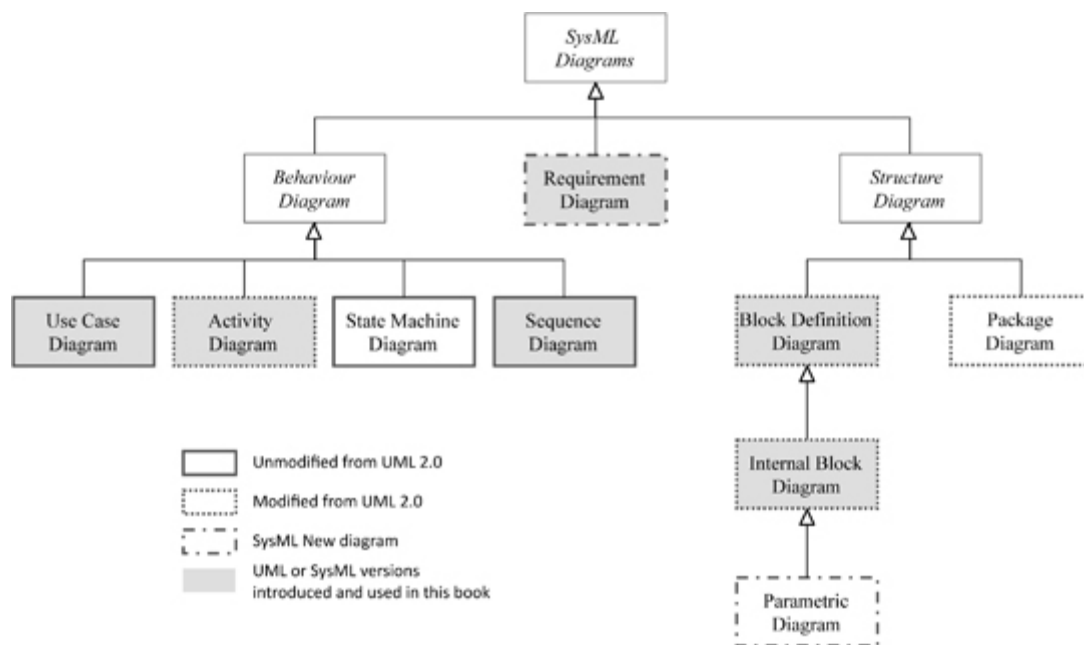 SysML
Diagrams
Behaviour
Diagram
Requirement
Diagram
Structure
Diagram
Use Case
Diagram
Activity
Diagram
State Machine
Diagram
Sequence
Diagram
Block Definition
Diagram
Package
Diagram
Internal Block
Diagram
Parametric
Diagram
Unmodified from UML 2.0
Modified from UML 2.0
SysML New diagram
UML or SysML versions
introduced and used in this book